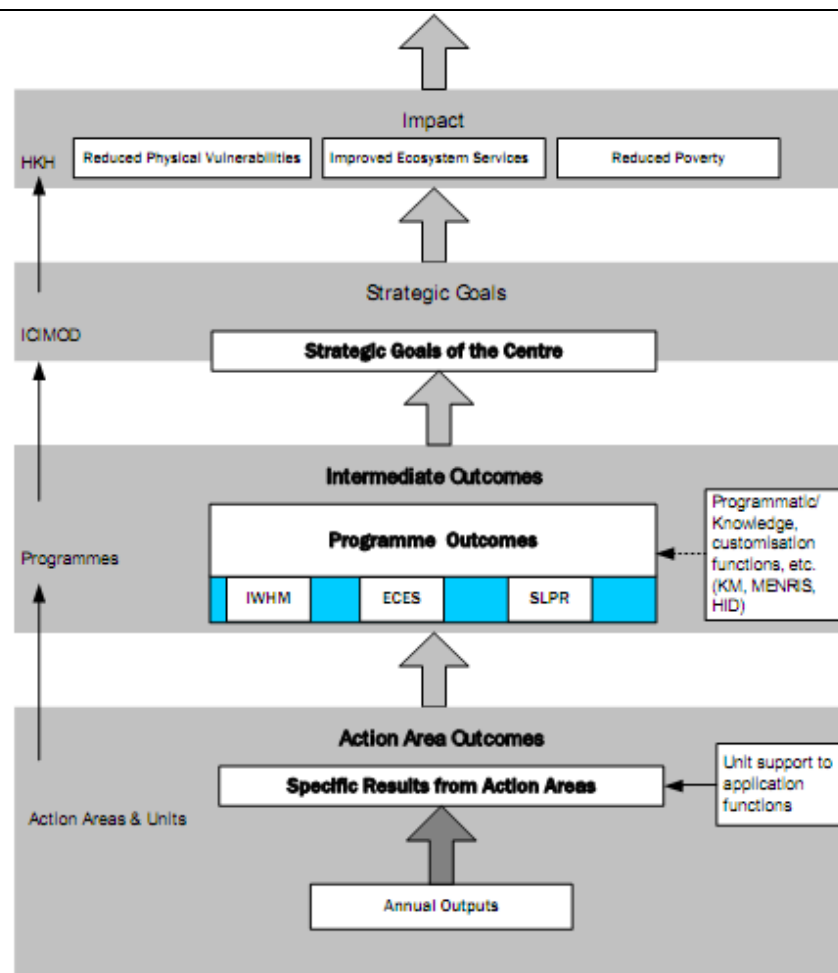 Impact
Reduced Physical Vulnerabilities
Improved Ecosystem Services
Reduced Poverty
HKH
Strategic Goals
ICIMOD
Strategic Goals of the Centre
Intermediate Outcomes
Programme Outcomes
Programmes
IWHM
ECES
SLPR
Programmatic/
Knowledge,
customisation
functions, etc.
(KM, MENRIS,
HID)
Action Area Outcomes
Specific Results from Action Areas
Unit support to
application
functions
Action Areas & Units
Annual Outputs